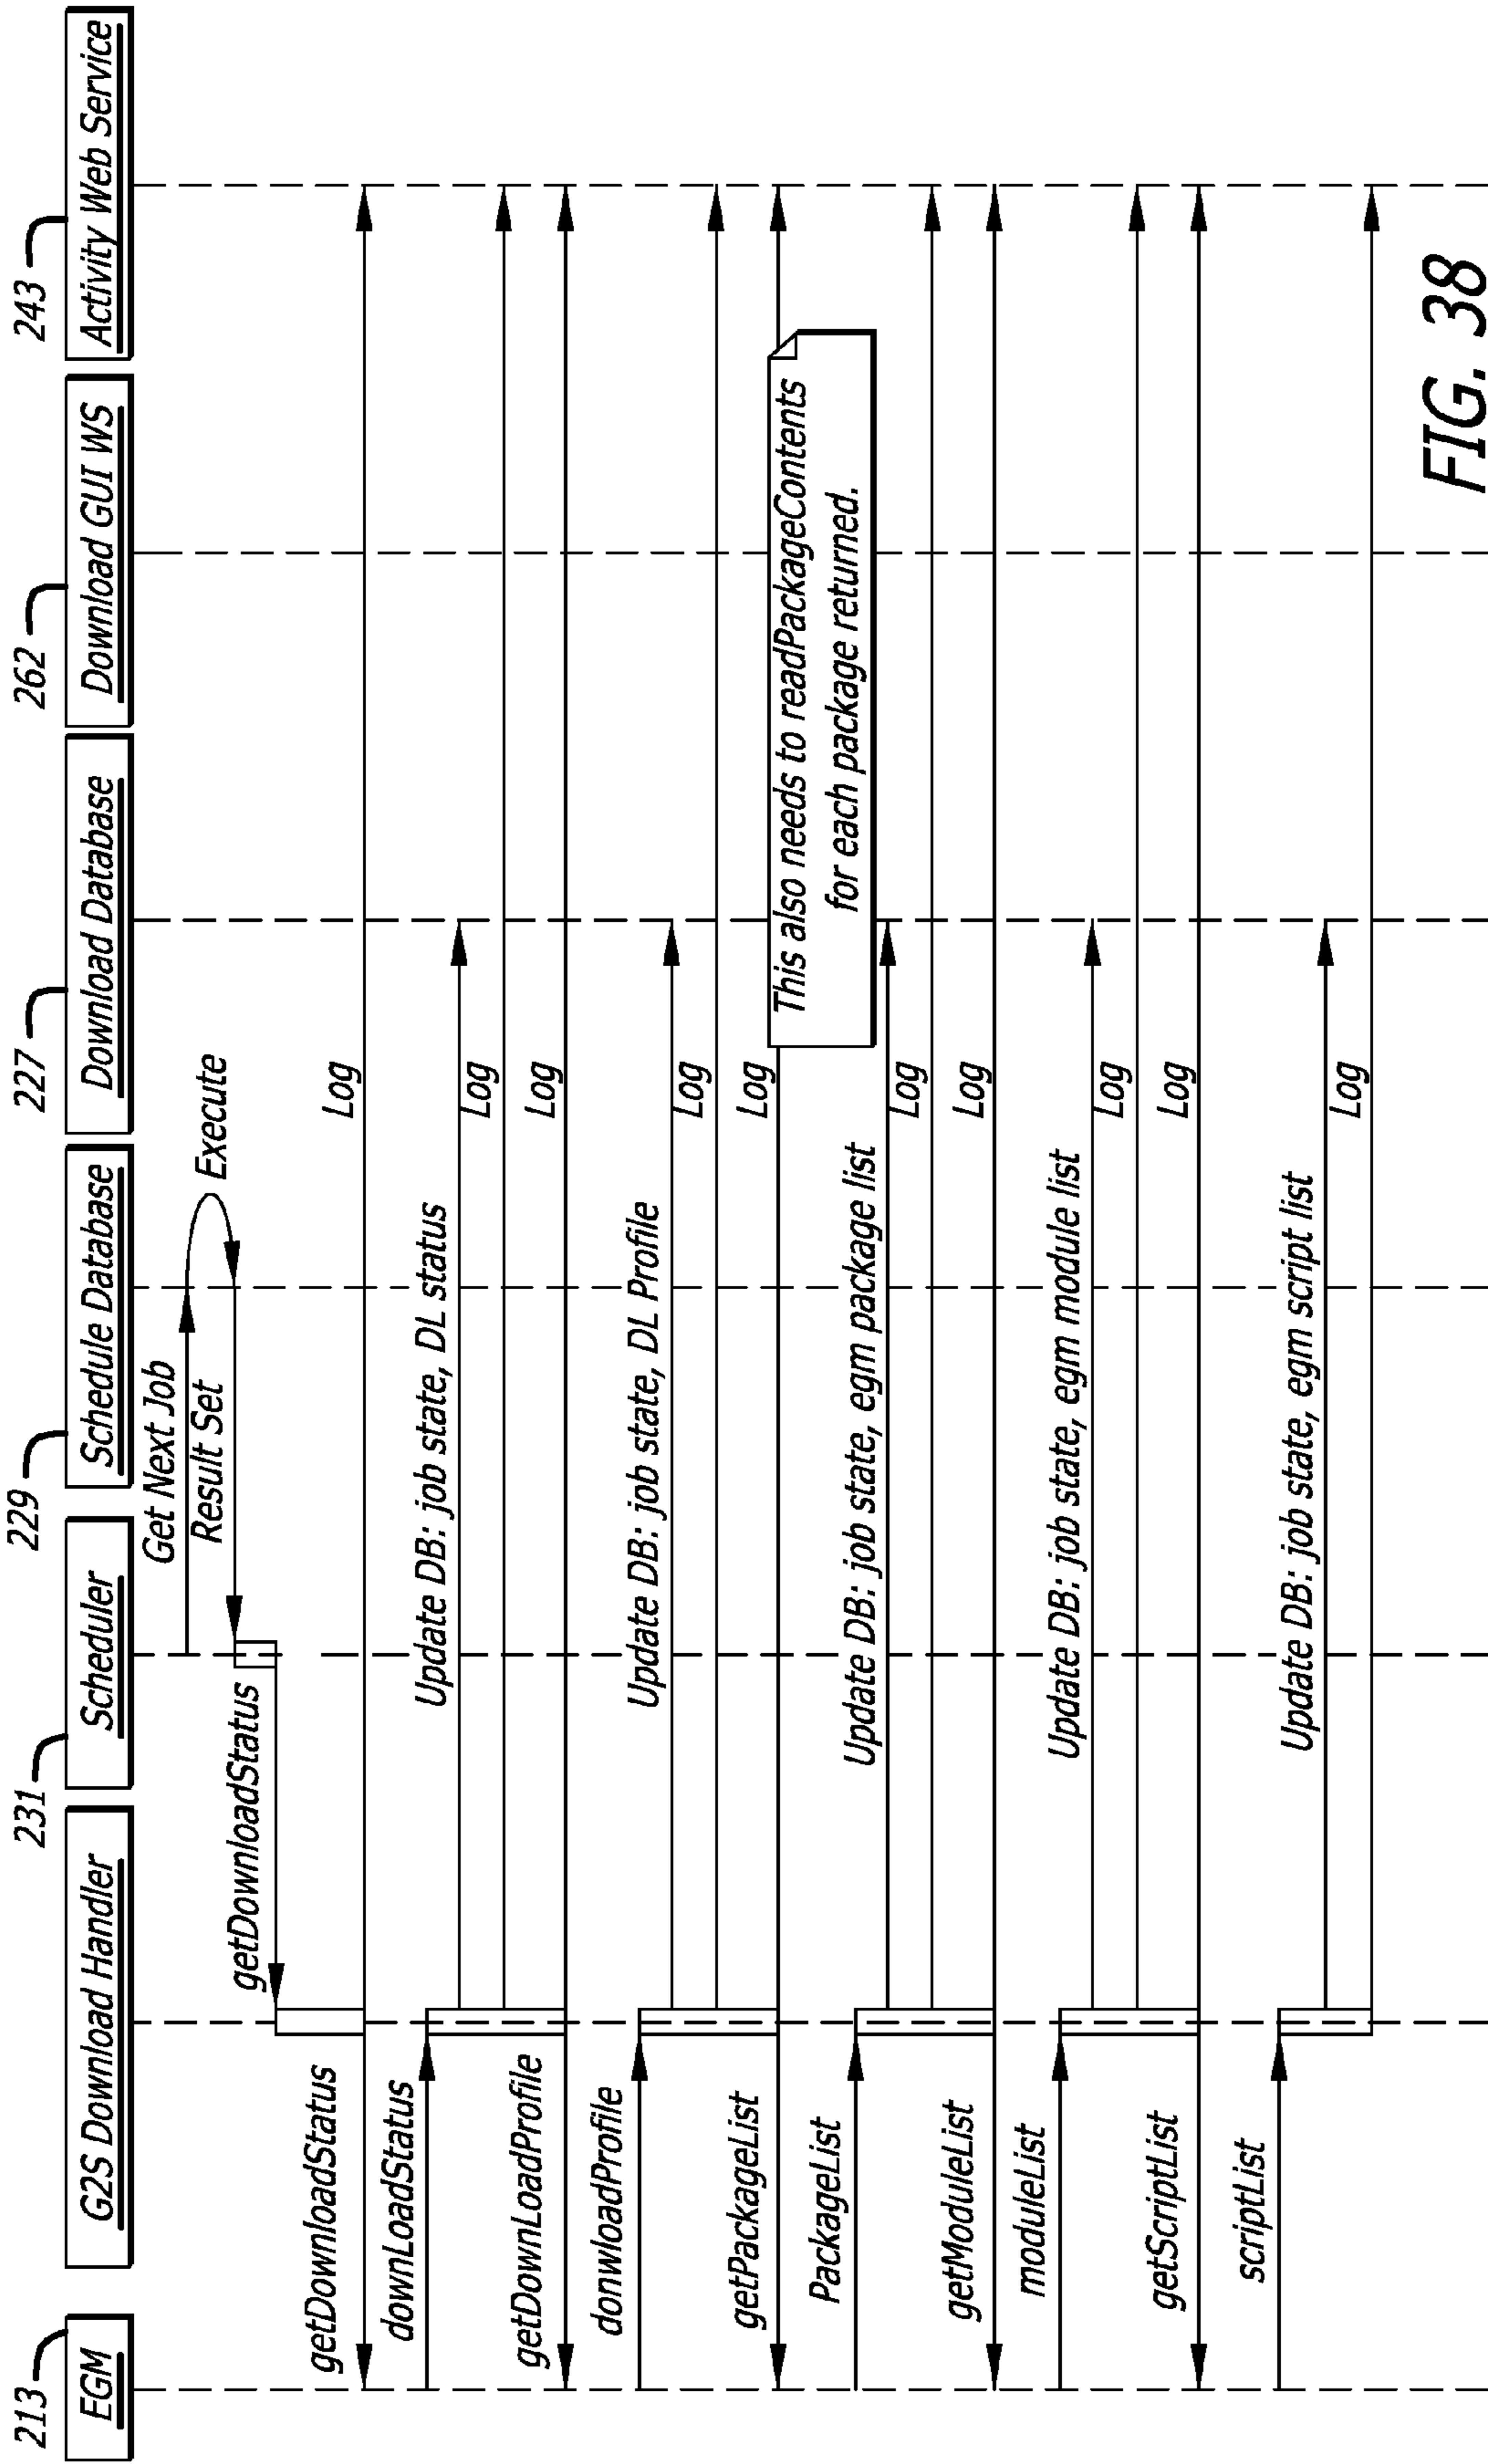 213
231
229
227
262
243
EGM
G2S Download Handler
Scheduler
Schedule Database
Download Database
Download GUI WS
Activity Web Service
Get Next Job
Execute
Result Set
getDownloadStatus
getDownloadStatus
Log
downLoadStatus
Update DB: job state, DL status
Log
getDownLoadProfile
Log
donwloadProfile
Update DB: job state, DL Profile
Log
getPackageList
Log
This also needs to readPackageContents
for each package returned.
PackageList
Update DB: job state, egm package list
Log
getModuleList
Log
moduleList
Update DB: job state, egm module list
Log
getScriptList
Log
scriptList
Update DB: job state, egm script list
Log
FIG. 38